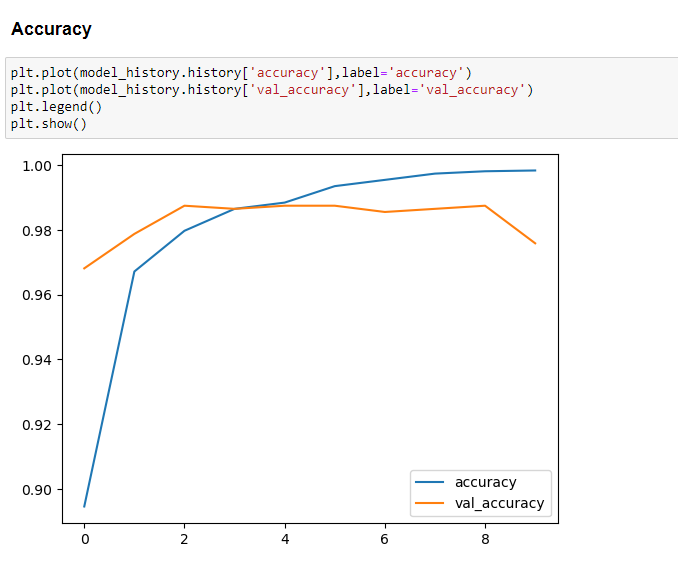 Accuracy
plt.plot(model_history.history['accuracy'],label='accuracy')
plt.plot(model_history.history['val_accuracy'],label='val_accuracy')
plt.legend()
plt.show()
1.00
0.98
0.96
0.94
0.92
0.90
accuracy
val_accuracy
0 2 4 6 8